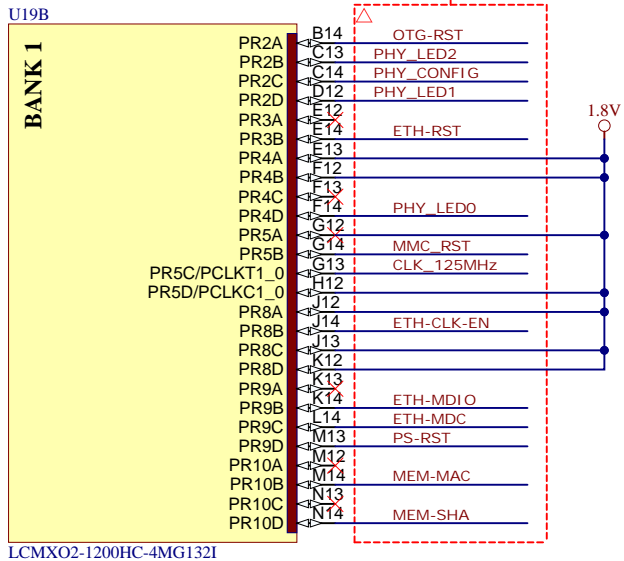 U19B
BANK 1
1.8V
PR2A B14 OTG-RST
PR2B C13 PHY_LED2
PR2C C14 PHY_CONFIG
PR2D D12 PHY_LED1
PR3A E12
PR3B E14 ETH-RST
PR4A E13
PR4B F12
PR4C F13
PR4D F14 PHY_LED0
PR5A G12
PR5B G14 MMC_RST
PR5C/PCLKT1_0 G13 CLK_125MHz
PR5D/PCLKC1_0 H12
PR8A J12
PR8B J14 ETH-CLK-EN
PR8C J13
PR8D K12
PR9A K13
PR9B K14 ETH-MDIO
PR9C L14 ETH-MDC
PR9D M13 PS-RST
PR10A M12
PR10B M14 MEM-MAC
PR10C N13
PR10D N14 MEM-SHA
LCMXO2-1200HC-4MG132I